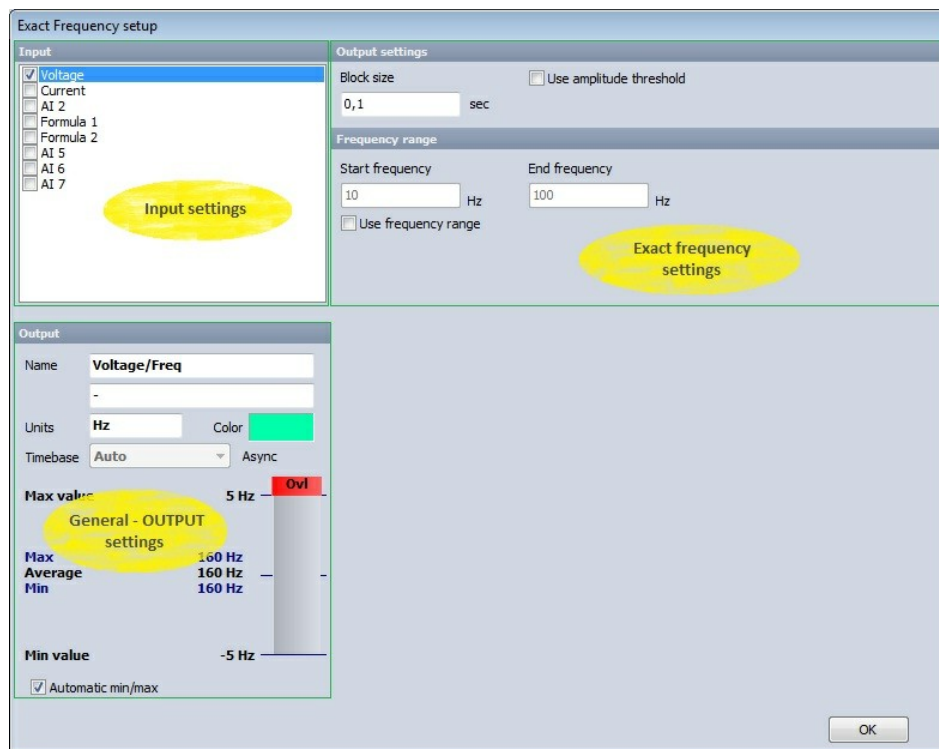 Exact Frequency setup
Input
Voltage
Current
AI 2
Formula 1
Formula 2
AI 5
AI 6
AI 7
Input settings
Output settings
Block size
Use amplitude threshold
0,1 sec
Frequency range
Start frequency End frequency
10 Hz 100 Hz
Use frequency range
Exact frequency
settings
Output
Name Voltage/Freq
-
Units Hz Color
Timebase Auto Async
Ovl
Max value 5 Hz
General - OUTPUT
settings
Max 160 Hz
Average 160 Hz
Min 160 Hz
Min value -5 Hz
Automatic min/max
OK